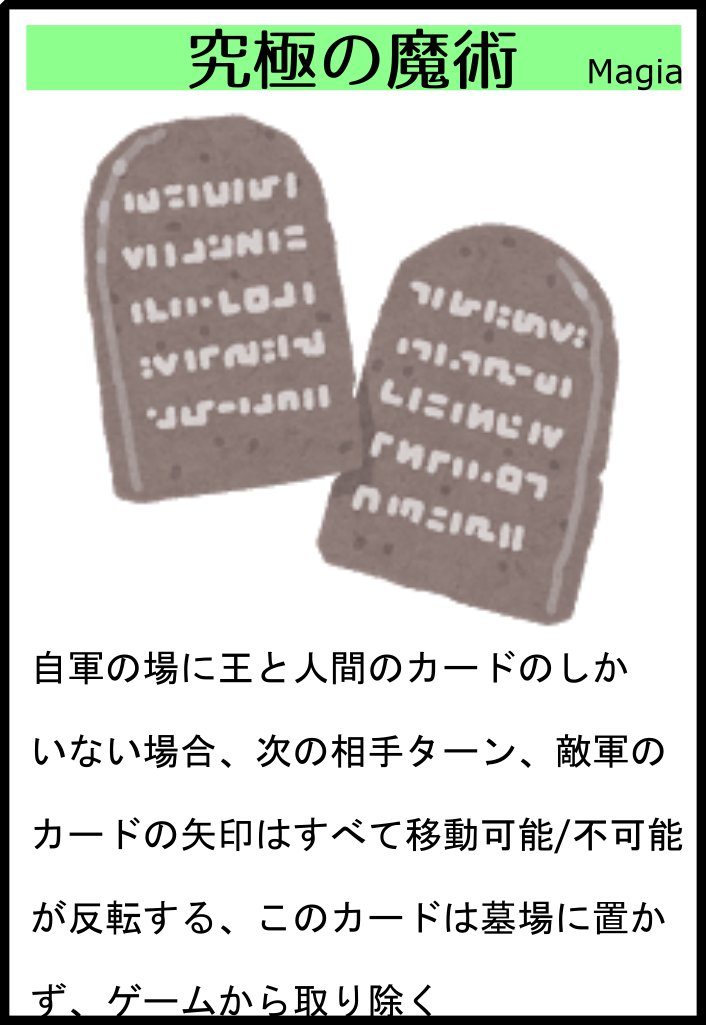 究極の魔術
Magia
自軍の場に王と人間のカードのしか
いない場合、次の相手ターン、敵軍の
カードの矢印はすべて移動可能/不可能
が反転する、このカードは墓場に置か
ず、ゲームから取り除く